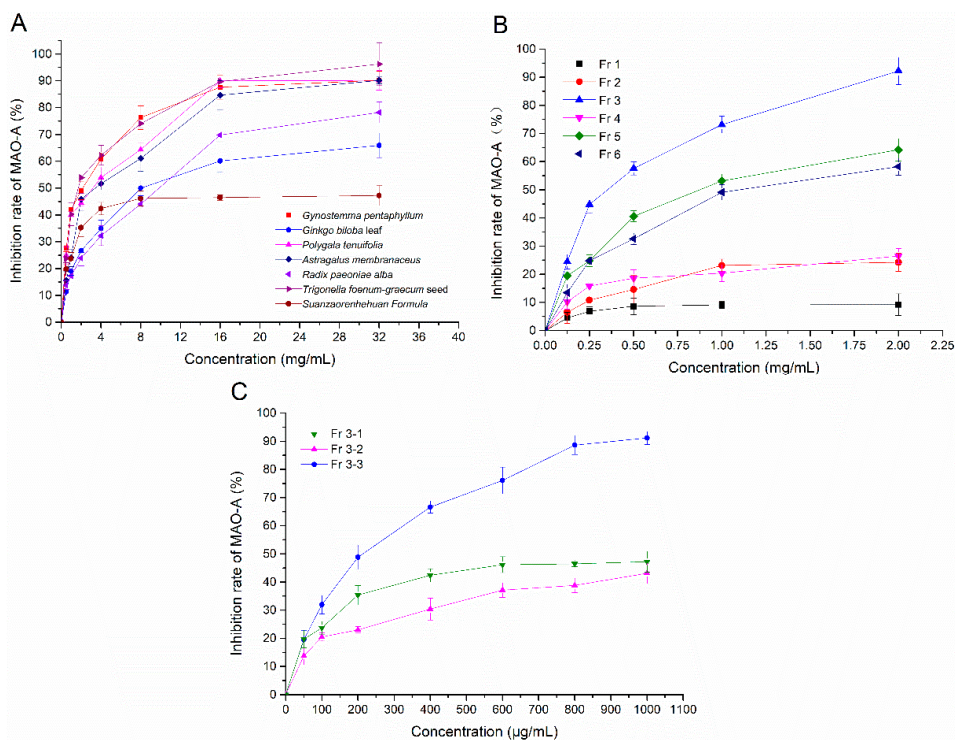 A
Inhibition rate of MAO-A (%)
100
90
80
70
60
50
40
30
20
10
0
Gynostemma pentaphyllum
Ginkgo biloba leaf
Polygala tenuifolia
Astragalus membranaceus
Radix paeoniae alba
Trigonella foenum-graecum seed
Suanzaorenhehuan Formula
0 4 8 12 16 20 24 28 32 36 40
Concentration (mg/mL)
B
Inhibition rate of MAO-A (%)
100
90
80
70
60
50
40
30
20
10
0
Fr 1
Fr 2
Fr 3
Fr 4
Fr 5
Fr 6
0.00 0.25 0.50 0.75 1.00 1.25 1.50 1.75 2.00 2.25
Concentration (mg/mL)
C
Inhibition rate of MAO-A (%)
100
90
80
70
60
50
40
30
20
10
0
Fr 3-1
Fr 3-2
Fr 3-3
0 100 200 300 400 500 600 700 800 900 1000 1100
Concentration (μg/mL)